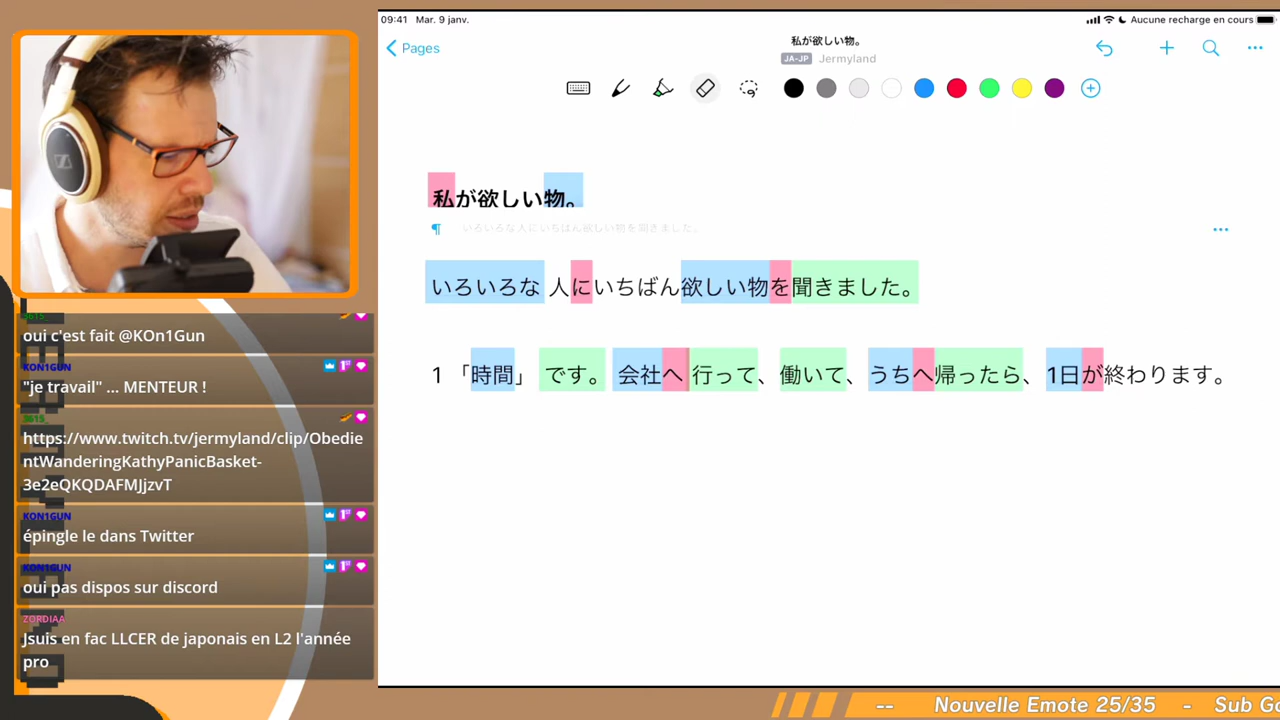 09:41 Mar. 9 janv.
Aucune recharge en cours
Pages
私が欲しい物。
JA-JP Jermyland
私が欲しい物。
いろいろな人にいちばん欲しい物を聞きました。
いろいろな 人にいちばん欲しい物を聞きました。
1 「時間」 です。 会社へ 行って、働いて、うちへ帰ったら、1日が終わります。
3615_
oui c'est fait @KOn1Gun
KON1GUN
"je travail" ... MENTEUR !
3615_
https://www.twitch.tv/jermyland/clip/Obedie
ntWanderingKathyPanicBasket-
3e2eQKQDAFMJjzvT
KON1GUN
épingle le dans Twitter
KON1GUN
oui pas dispos sur discord
ZORDIAA
Jsuis en fac LLCER de japonais en L2 l'année
pro
-- Nouvelle Emote 25/35 - Sub Go